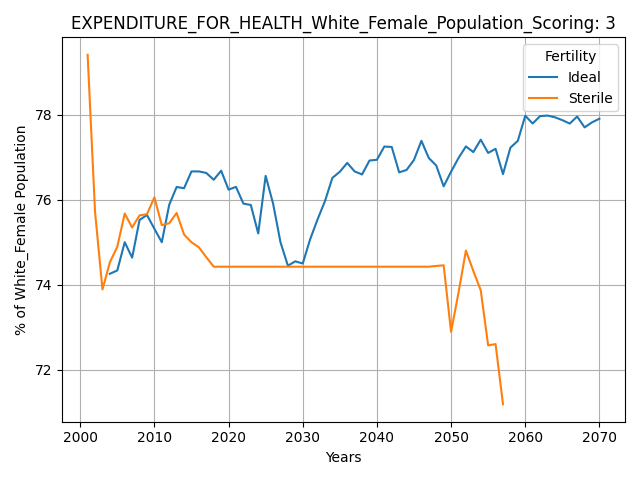 EXPENDITURE_FOR_HEALTH_White_Female_Population_Scoring: 3
Fertility
Ideal
Sterile
% of White_Female Population
78
76
74
72
2000 2010 2020 2030 2040 2050 2060 2070
Years